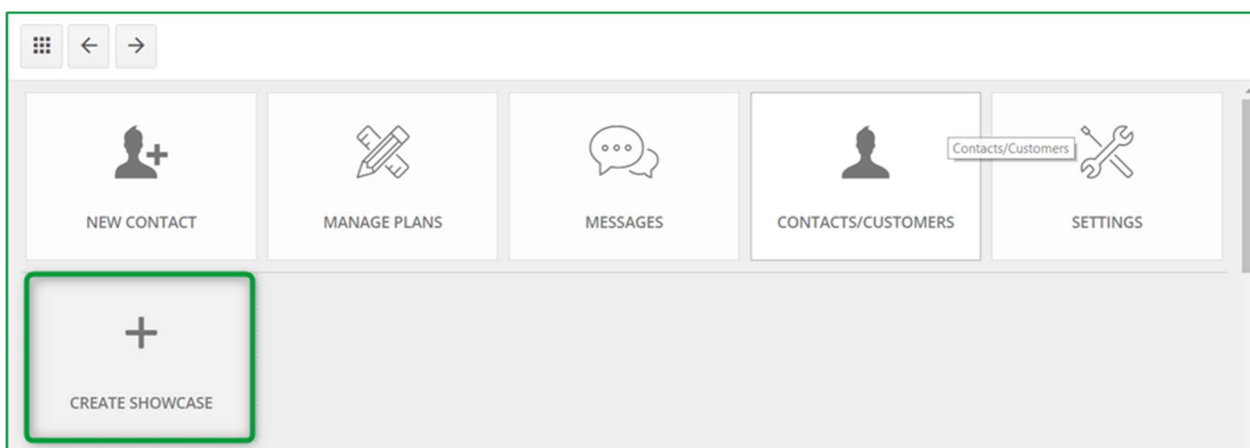 NEW CONTACT
MANAGE PLANS
MESSAGES
CONTACTS/CUSTOMERS
Contacts/Customers
SETTINGS
CREATE SHOWCASE